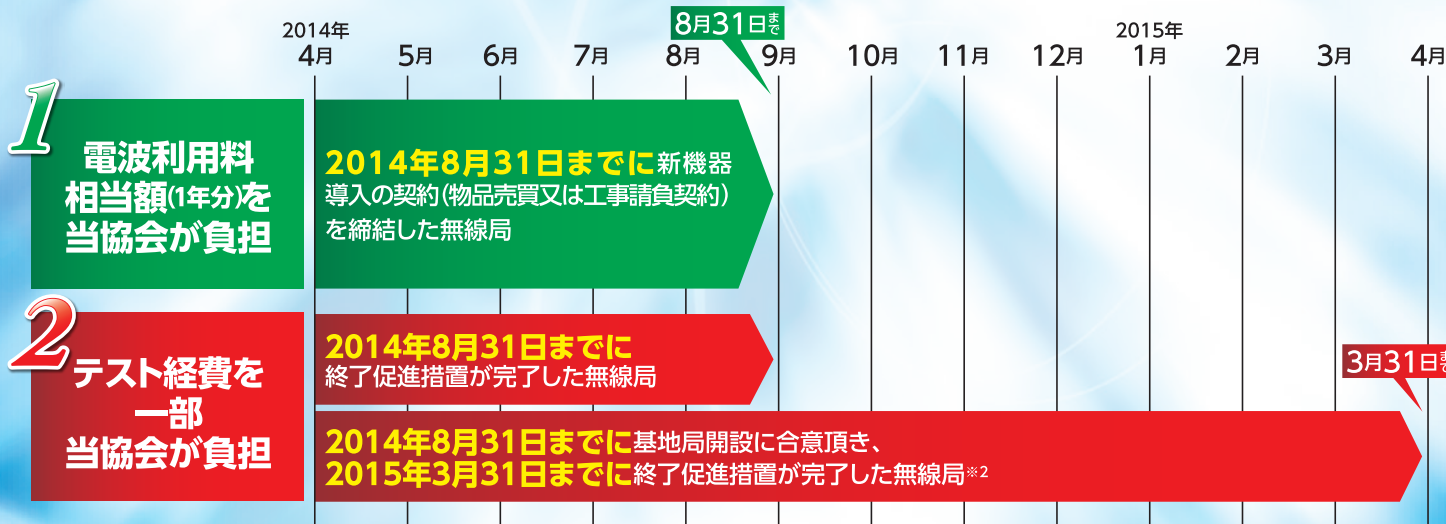 8月31日まで
2014年
2015年
4月 5月 6月 7月 8月 9月 10月 11月 12月 1月 2月 3月 4月
1
電波利用料
相当額(1年分)を
当協会が負担
2014年8月31日までに新機器
導入の契約(物品売買又は工事請負契約)
を締結した無線局
2
テスト経費を
一部
当協会が負担
2014年8月31日までに
終了促進措置が完了した無線局
3月31日まで
2014年8月31日までに基地局開設に合意頂き、
2015年3月31日までに終了促進措置が完了した無線局※2